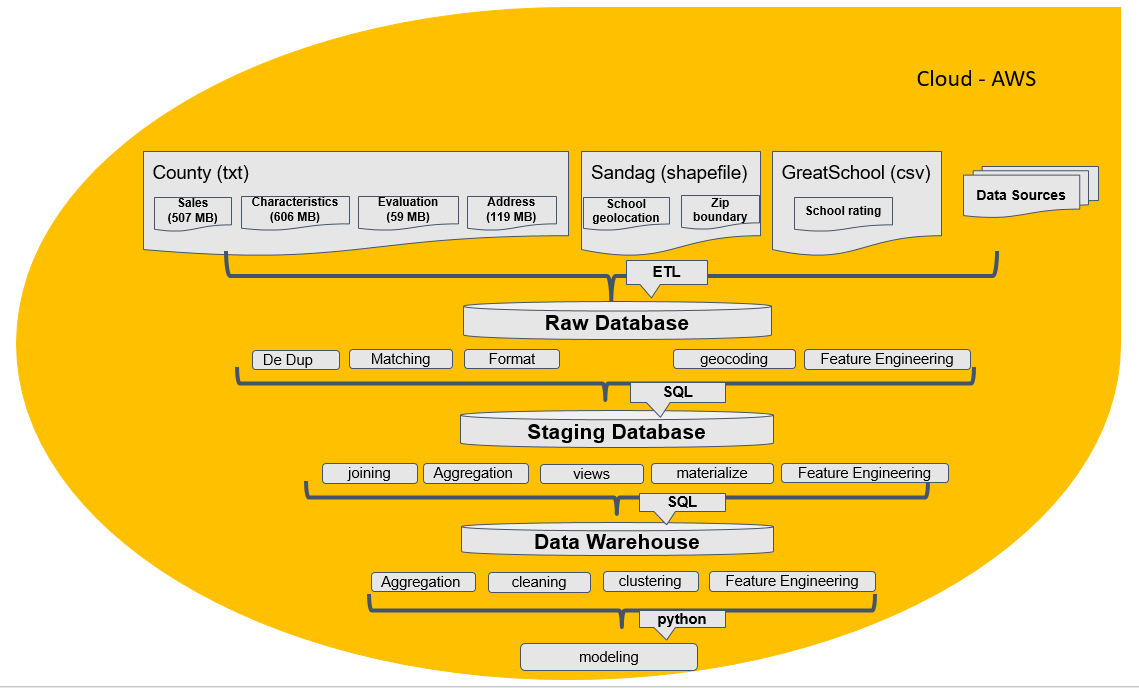 Cloud - AWS
County (txt)
Sandag (shapefile)
GreatSchool (csv)
Sales
(507 MB)
Characteristics
(606 MB)
Evaluation
(59 MB)
Address
(119 MB)
School
geolocation
Zip
boundary
School rating
Data Sources
ETL
Raw Database
De Dup
Matching
Format
geocoding
Feature Engineering
SQL
Staging Database
joining
Aggregation
views
materialize
Feature Engineering
SQL
Data Warehouse
Aggregation
cleaning
clustering
Feature Engineering
python
modeling